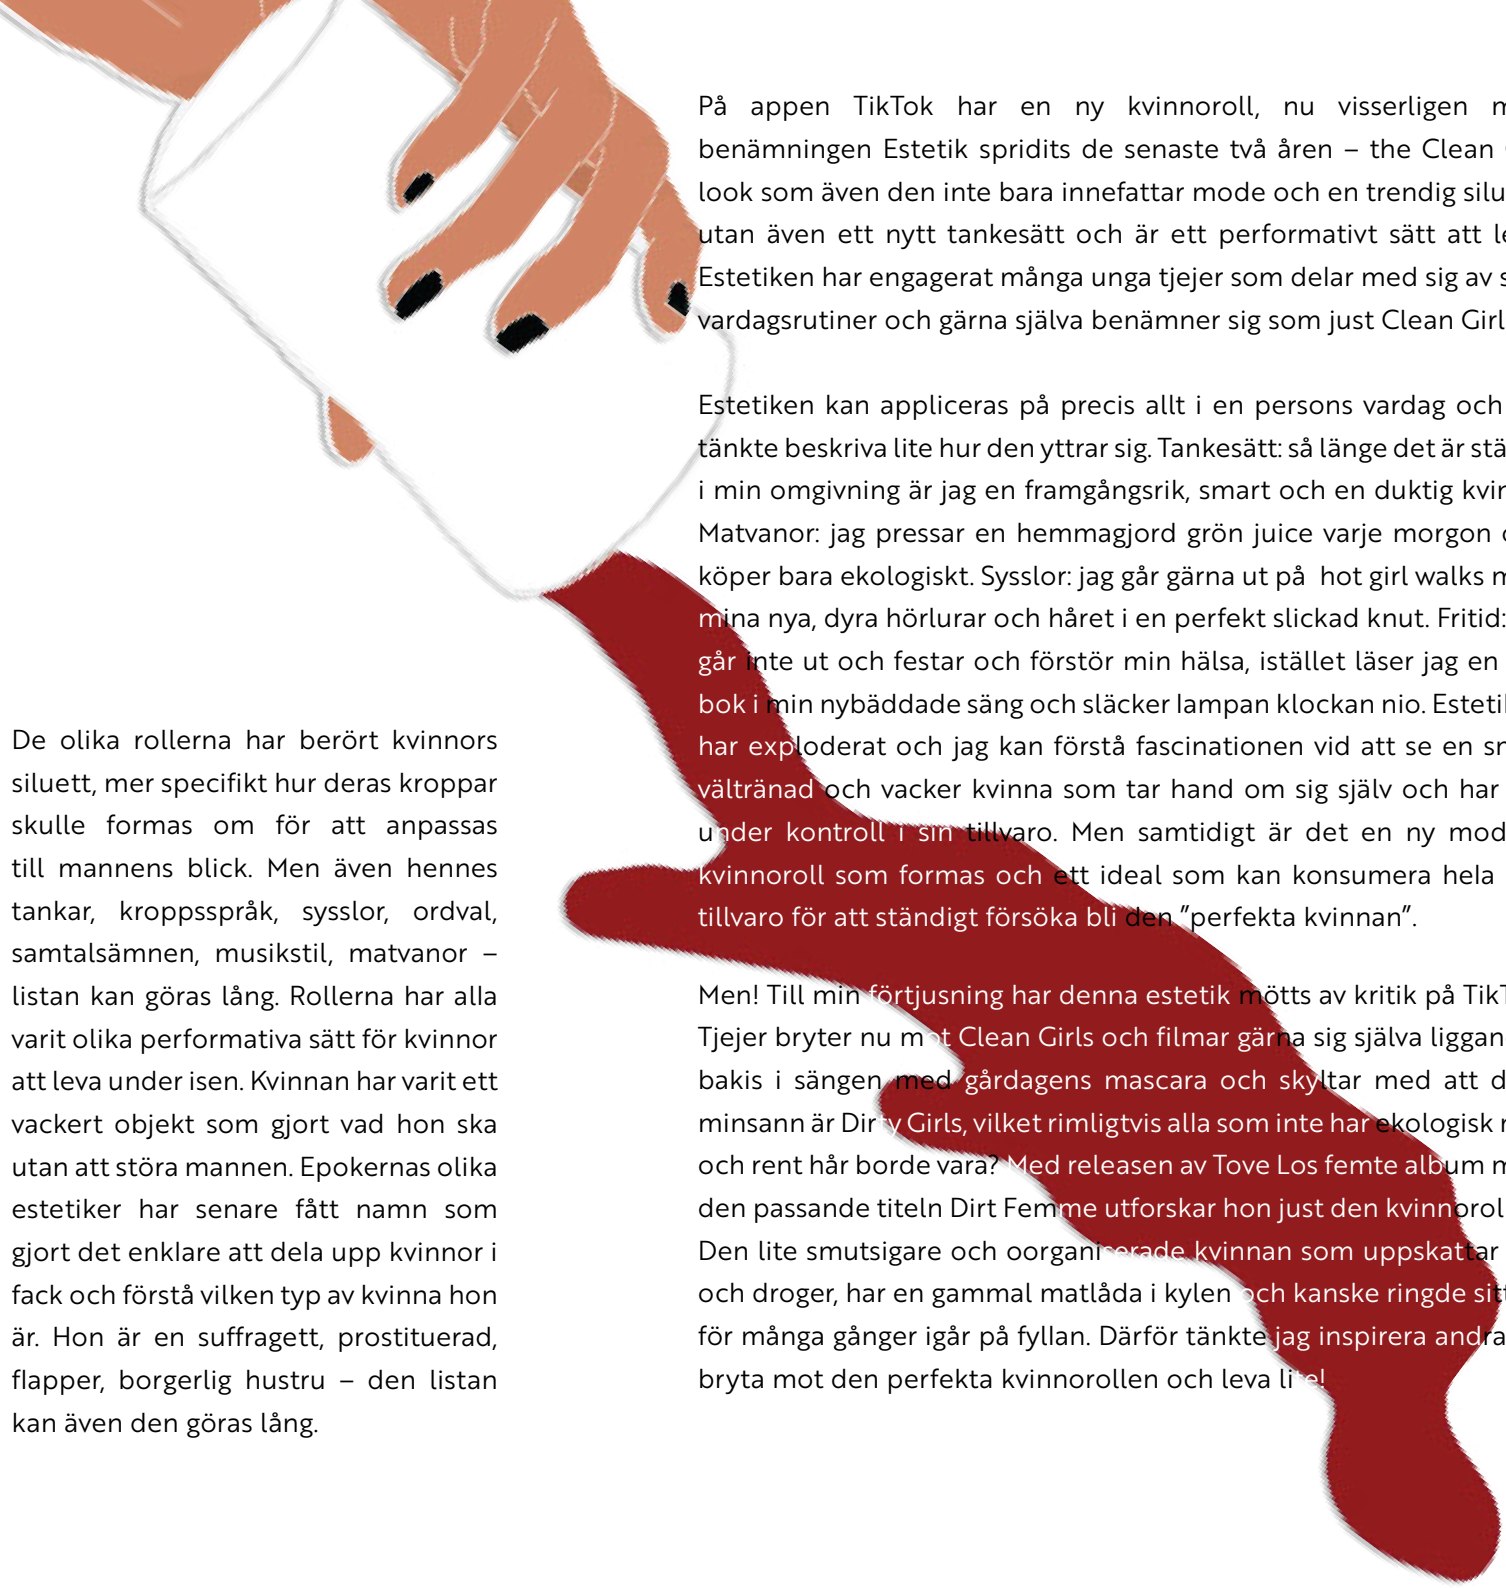 De olika rollerna har berört kvinnors
siluett, mer specifikt hur deras kroppar
skulle formas om för att anpassas
till mannens blick. Men även hennes
tankar, kroppsspråk, sysslor, ordval,
samtalsämnen, musikstil, matvanor –
listan kan göras lång. Rollerna har alla
varit olika performativa sätt för kvinnor
att leva under isen. Kvinnan har varit ett
vackert objekt som gjort vad hon ska
utan att störa mannen. Epokernas olika
estetiker har senare fått namn som
gjort det enklare att dela upp kvinnor i
fack och förstå vilken typ av kvinna hon
är. Hon är en suffragett, prostituerad,
flapper, borgerlig hustru – den listan
kan även den göras lång.
På appen TikTok har en ny kvinnoroll, nu visserligen m
benämningen Estetik spridits de senaste två åren – the Clean
look som även den inte bara innefattar mode och en trendig silu
utan även ett nytt tankesätt och är ett performativt sätt att le
Estetiken har engagerat många unga tjejer som delar med sig av s
vardagsrutiner och gärna själva benämner sig som just Clean Girl
Estetiken kan appliceras på precis allt i en persons vardag och
tänkte beskriva lite hur den yttrar sig. Tankesätt: så länge det är stä
i min omgivning är jag en framgångsrik, smart och en duktig kvin
Matvanor: jag pressar en hemmagjord grön juice varje morgon
köper bara ekologiskt. Sysslor: jag går gärna ut på hot girl walks m
mina nya, dyra hörlurar och håret i en perfekt slickad knut. Fritid:
går inte ut och festar och förstör min hälsa, istället läser jag en
bok i min nybäddade säng och släcker lampan klockan nio. Esteti
har exploderat och jag kan förstå fascinationen vid att se en sm
vältränad och vacker kvinna som tar hand om sig själv och har
under kontroll i sin tillvaro. Men samtidigt är det en ny mod
kvinnoroll som formas och ett ideal som kan konsumera hela
tillvaro för att ständigt försöka bli den ”perfekta kvinnan”.
Men! Till min förtjusning har denna estetik mötts av kritik på TikT
Tjejer bryter nu mot Clean Girls och filmar gärna sig själva liggan
bakis i sängen med gårdagens mascara och skyltar med att d
minsann är Dirty Girls, vilket rimligtvis alla som inte har ekologisk
och rent hår borde vara? Med releasen av Tove Los femte album m
den passande titeln Dirt Femme utforskar hon just den kvinnorol
Den lite smutsigare och oorganiserade kvinnan som uppskattar
och droger, har en gammal matlåda i kylen och kanske ringde sitt
för många gånger igår på fyllan. Därför tänkte jag inspirera andra
bryta mot den perfekta kvinnorollen och leva lite!